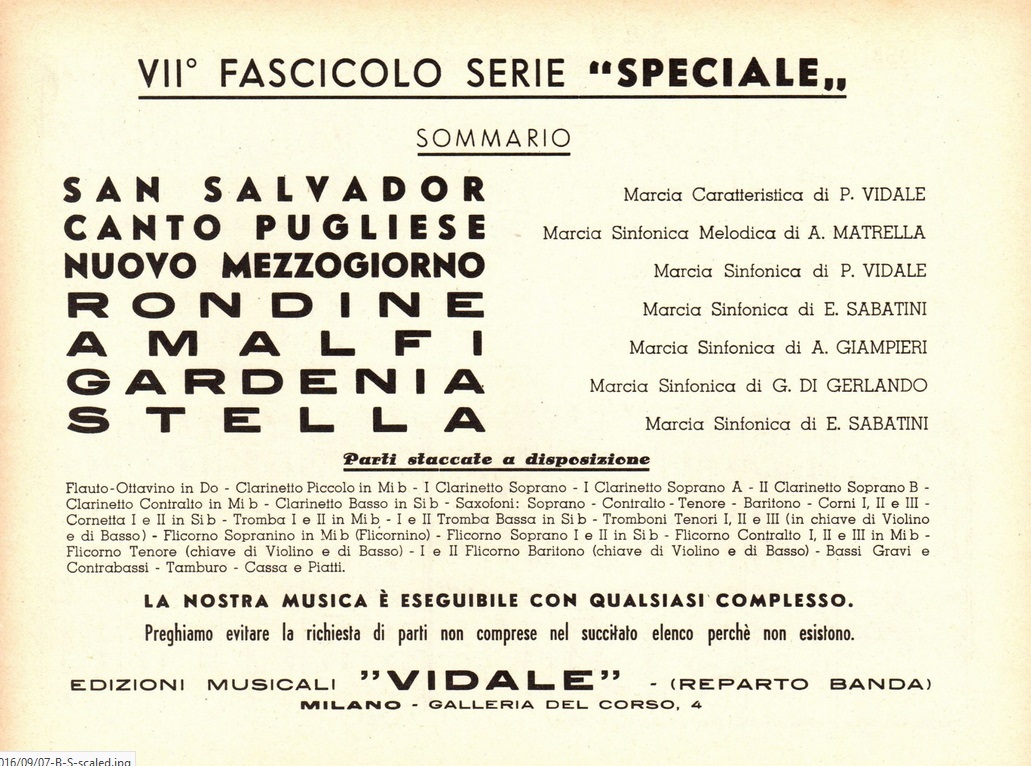 VII° FASCICOLO SERIE “SPECIALE„
SOMMARIO
SAN SALVADOR Marcia Caratteristica di P. VIDALE
CANTO PUGLIESE Marcia Sinfonica Melodica di A. MATRELLA
NUOVO MEZZOGIORNO Marcia Sinfonica di P. VIDALE
RONDINE Marcia Sinfonica di E. SABATINI
AMALFI Marcia Sinfonica di A. GIAMPIERI
GARDENIA Marcia Sinfonica di G. DI GERLANDO
STELLA Marcia Sinfonica di E. SABATINI
Parti staccate a disposizione
Flauto-Ottavino in Do - Clarinetto Piccolo in Mi b - I Clarinetto Soprano - I Clarinetto Soprano A - II Clarinetto Soprano B -
Clarinetto Contralto in Mi b - Clarinetto Basso in Si b - Saxofoni: Soprano - Contralto - Tenore - Baritono - Corni I, II e III -
Cornetta I e II in Si b - Tromba I e II in Mi b - I e II Tromba Bassa in Si b - Tromboni Tenori I, II e III (in chiave di Violino
e di Basso) - Flicorno Sopranino in Mi b (Flicornino) - Flicorno Soprano I e II in Si b - Flicorno Contralto I, II e III in Mi b -
Flicorno Tenore (chiave di Violino e di Basso) - I e II Flicorno Baritono (chiave di Violino e di Basso) - Bassi Gravi e
Contrabassi - Tamburo - Cassa e Piatti.
LA NOSTRA MUSICA È ESEGUIBILE CON QUALSIASI COMPLESSO.
Preghiamo evitare la richiesta di parti non comprese nel succitato elenco perchè non esistono.
EDIZIONI MUSICALI ”VIDALE” - (REPARTO BANDA)
MILANO - GALLERIA DEL CORSO, 4
016/09/07-B-S-scaled.jpg